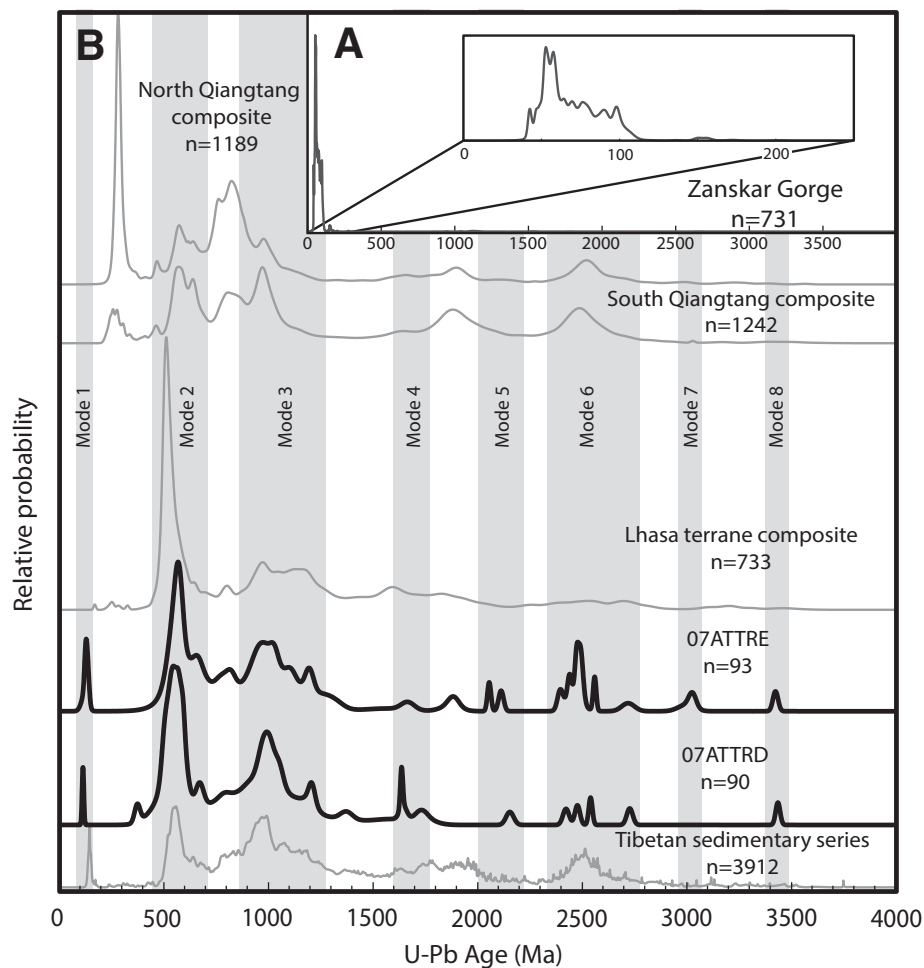 B
A
North Qiangtang
composite
n=1189
0 100 200
Zanskar Gorge
n=731
0 500 1000 1500 2000 2500 3000 3500
South Qiangtang composite
n=1242
Mode 1
Mode 2
Mode 3
Mode 4
Mode 5
Mode 6
Mode 7
Mode 8
Relative probability
Lhasa terrane composite
n=733
07ATTRE
n=93
07ATTRD
n=90
Tibetan sedimentary series
n=3912
0 500 1000 1500 2000 2500 3000 3500 4000
U-Pb Age (Ma)